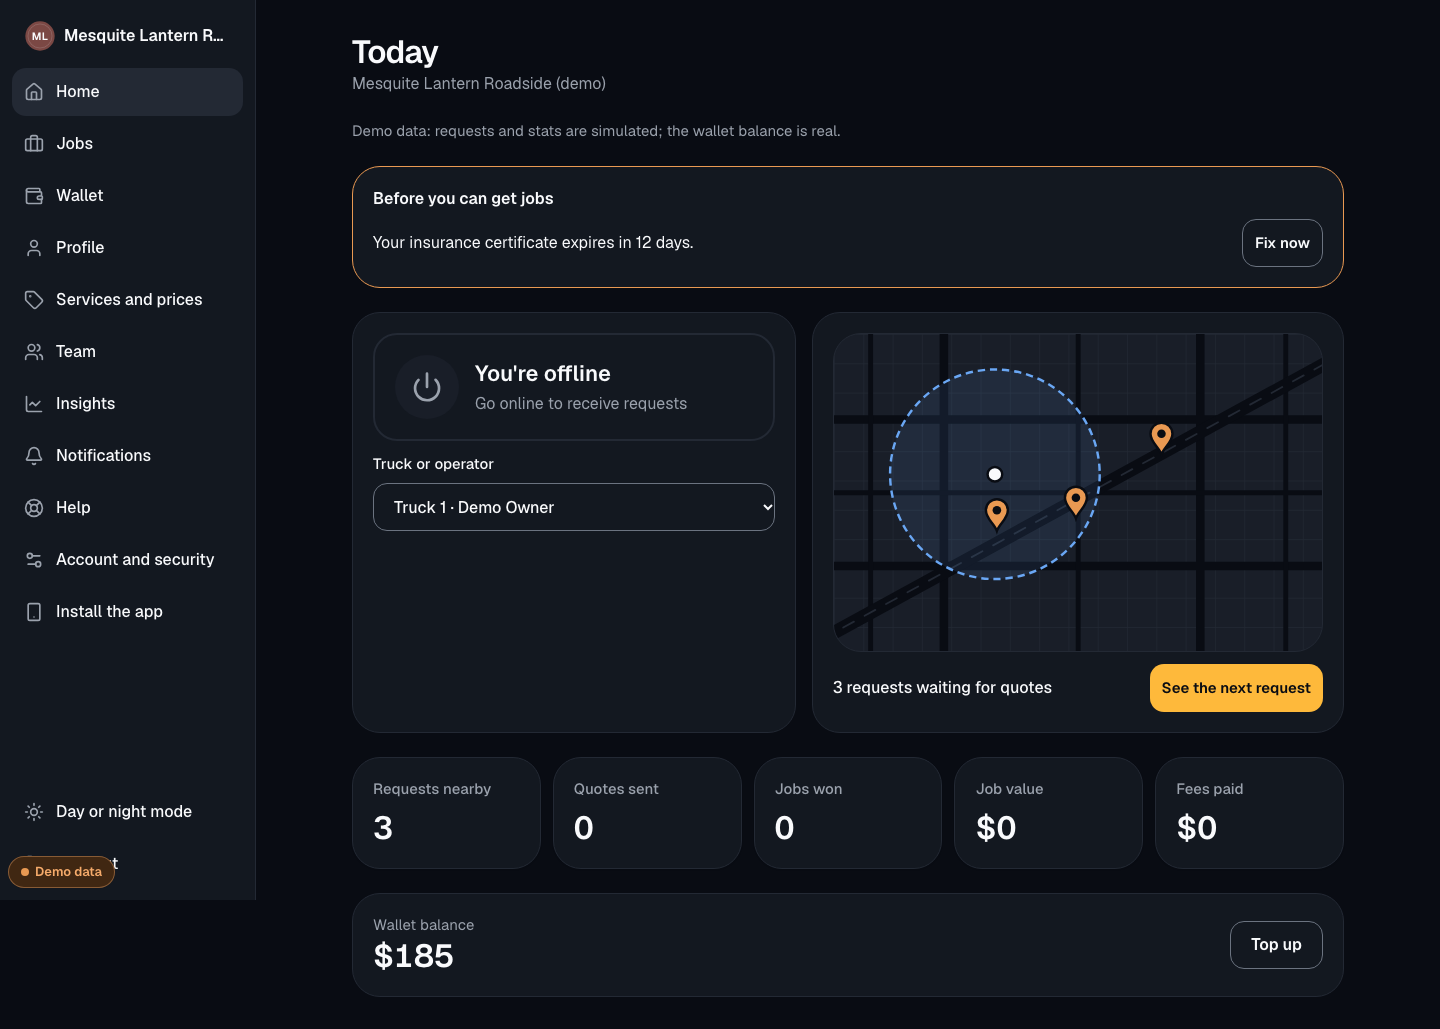 ML Mesquite Lantern R...
Home
Jobs
Wallet
Profile
Services and prices
Team
Insights
Notifications
Help
Account and security
Install the app
Day or night mode
Demo data
Today
Mesquite Lantern Roadside (demo)
Demo data: requests and stats are simulated; the wallet balance is real.
Before you can get jobs
Your insurance certificate expires in 12 days.
Fix now
You're offline
Go online to receive requests
Truck or operator
Truck 1 · Demo Owner
3 requests waiting for quotes
See the next request
Requests nearby
3
Quotes sent
0
Jobs won
0
Job value
$0
Fees paid
$0
Wallet balance
$185
Top up